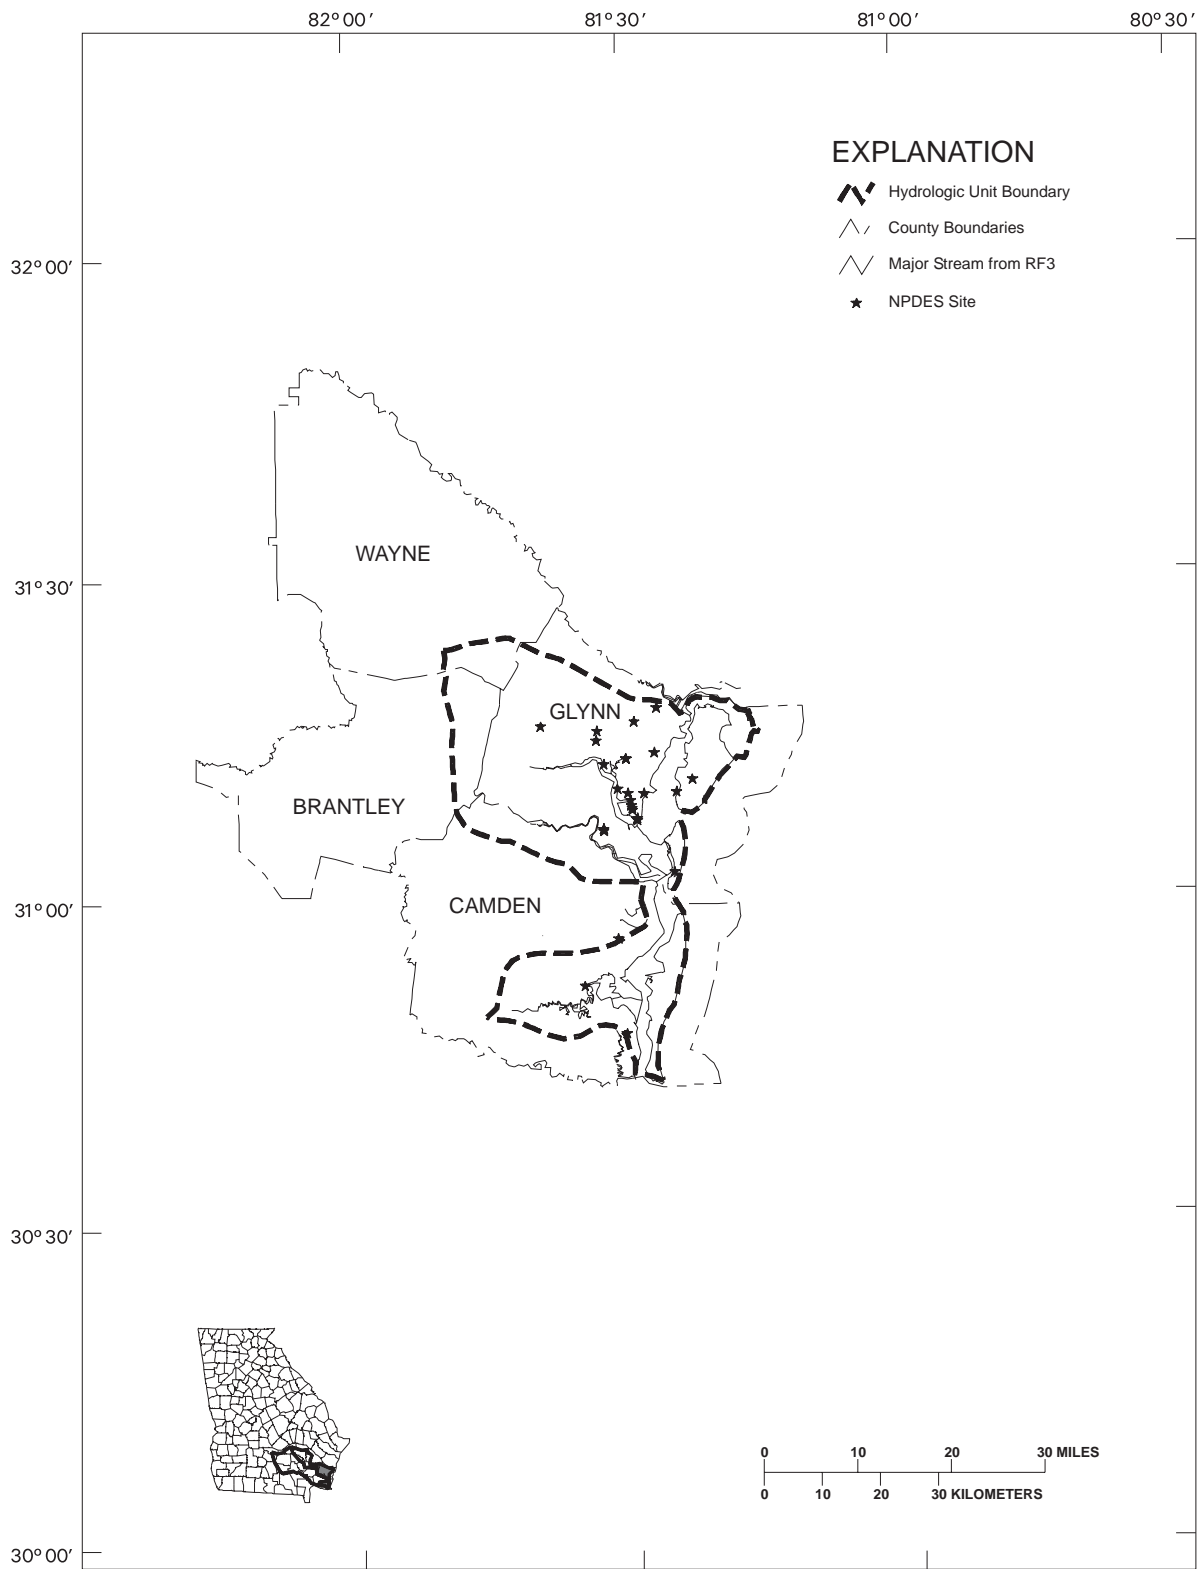 82° 00'
81° 30'
81° 00'
80° 30'
EXPLANATION
Hydrologic Unit Boundary
County Boundaries
Major Stream from RF3
NPDES Site
32° 00'
WAYNE
31° 30'
GLYNN
BRANTLEY
31° 00'
CAMDEN
30° 30'
0 10 20 30 MILES
0 10 20 30 KILOMETERS
30° 00'